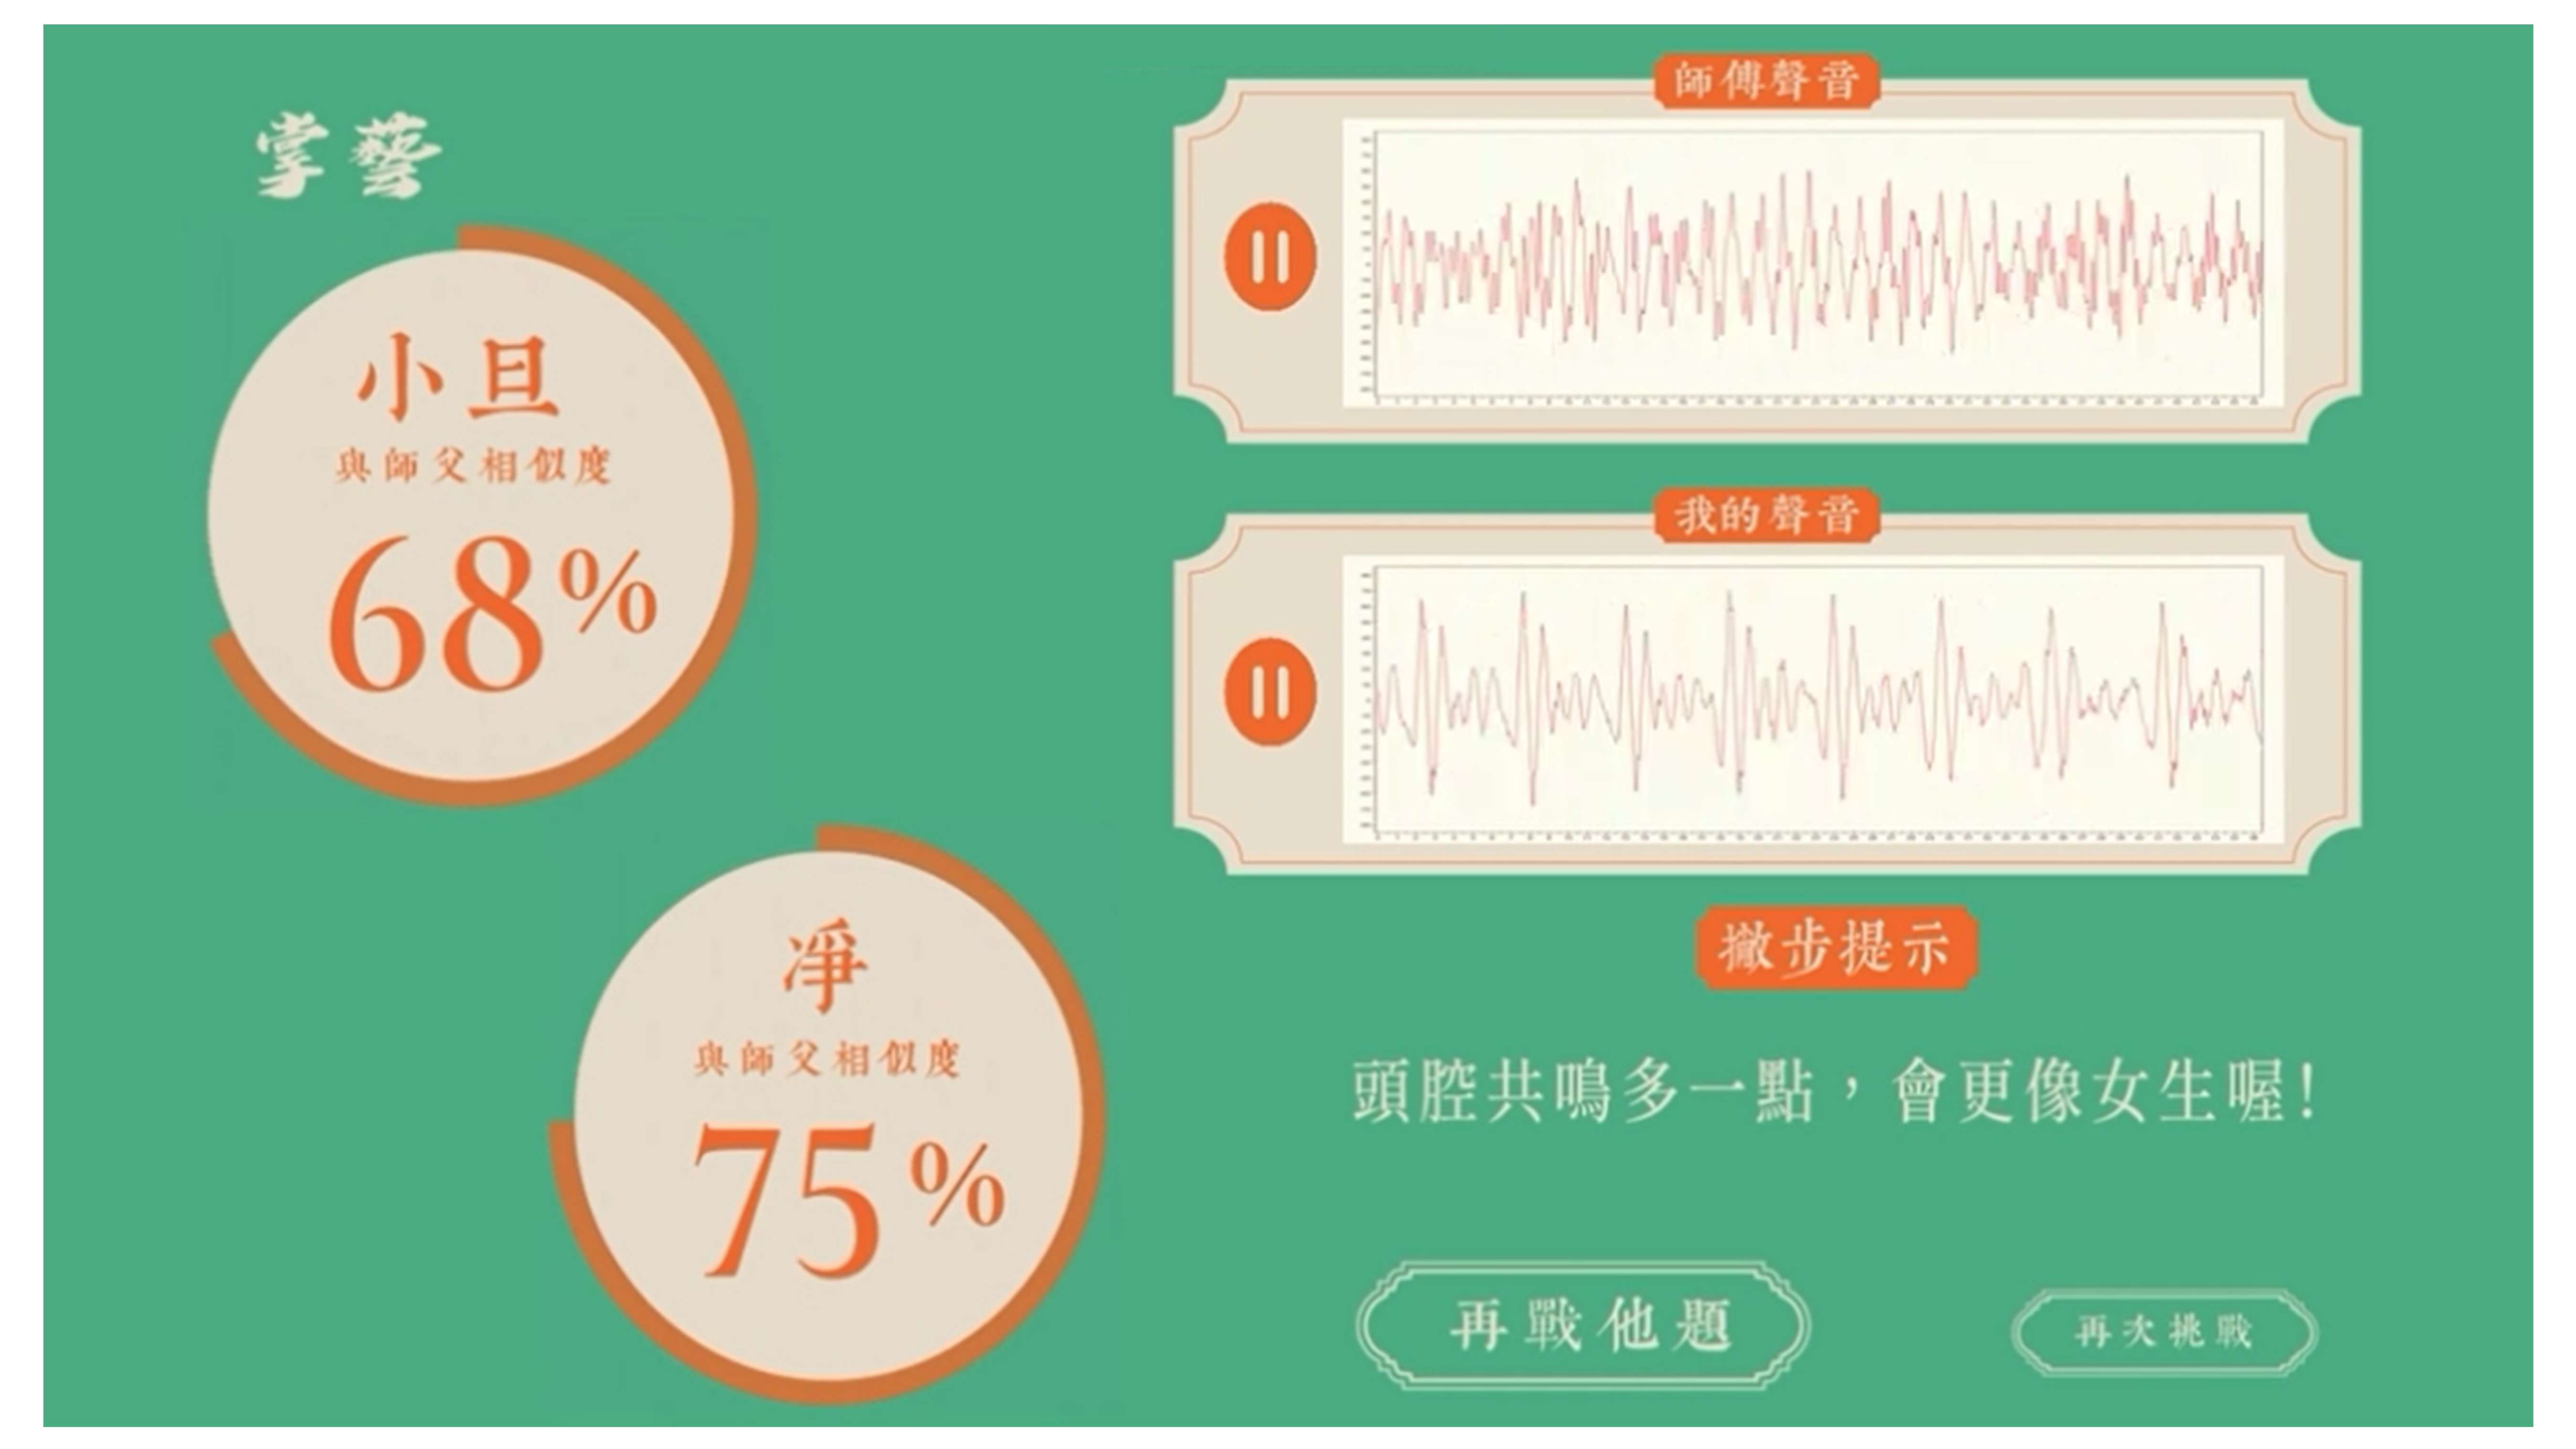 掌藝
小旦
與師父相似度
68%
淨
與師父相似度
75%
師傅聲音
我的聲音
撇步提示
頭腔共鳴多一點，會更像女生喔!
再戰他題
再次挑戰